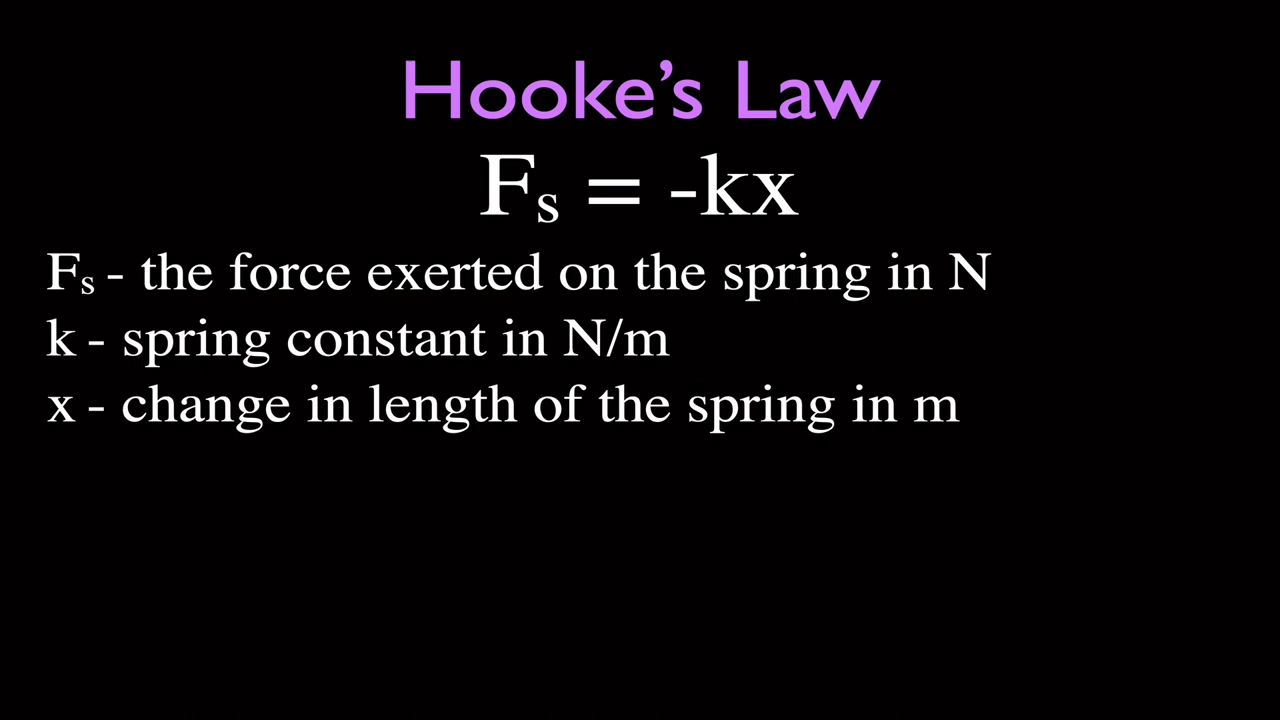 Hooke’s Law
Fs = -kx
Fs - the force exerted on the spring in N
k - spring constant in N/m
x - change in length of the spring in m